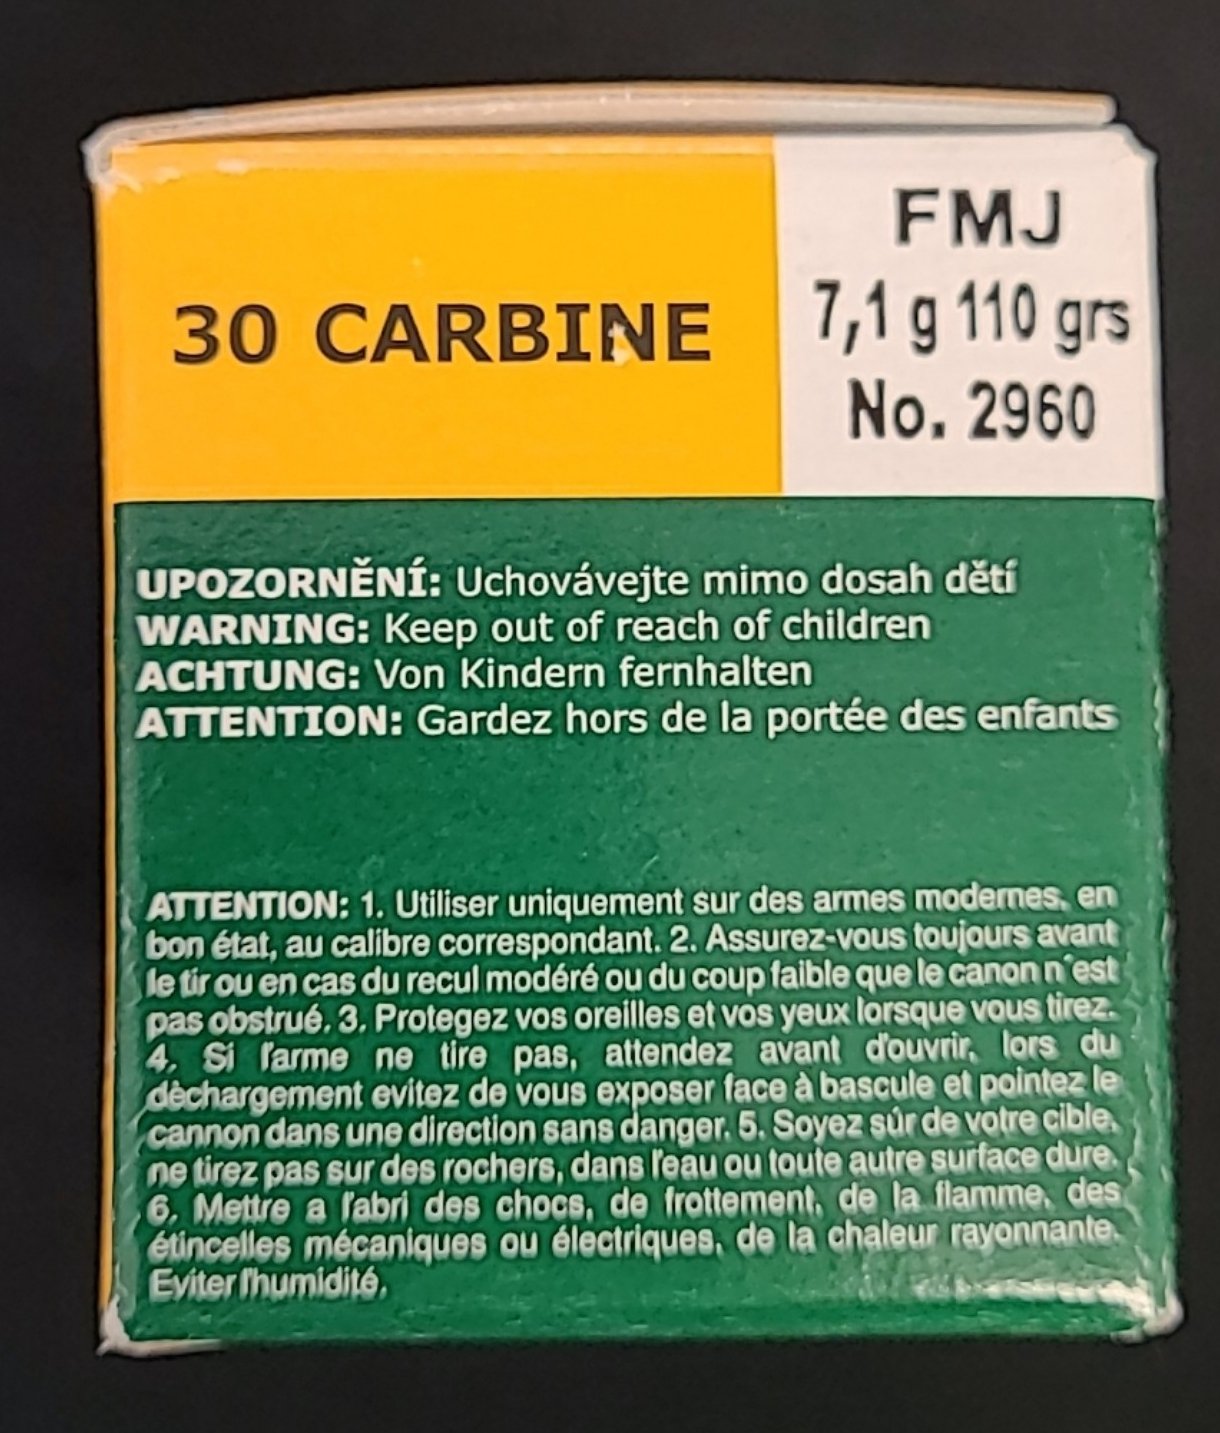 30 CARBINE
FMJ
7,1 g 110 grs
No. 2960
UPOZORNĚNÍ: Uchovávejte mimo dosah dětí
WARNING: Keep out of reach of children
ACHTUNG: Von Kindern fernhalten
ATTENTION: Gardez hors de la portée des enfants
ATTENTION: 1. Utiliser uniquement sur des armes modernes, en
bon état, au calibre correspondant. 2. Assurez-vous toujours avant
le tir ou en cas du recul modéré ou du coup faible que le canon n´est
pas obstrué. 3. Protegez vos oreilles et vos yeux lorsque vous tirez.
4. Si l'arme ne tire pas, attendez avant d'ouvrir, lors du
dèchargement evitez de vous exposer face à bascule et pointez le
cannon dans une direction sans danger. 5. Soyez sûr de votre cible,
ne tirez pas sur des rochers, dans l'eau ou toute autre surface dure.
6. Mettre a l'abri des chocs, de frottement, de la flamme, des
étincelles mécaniques ou électriques, de la chaleur rayonnante.
Eviter l'humidité.